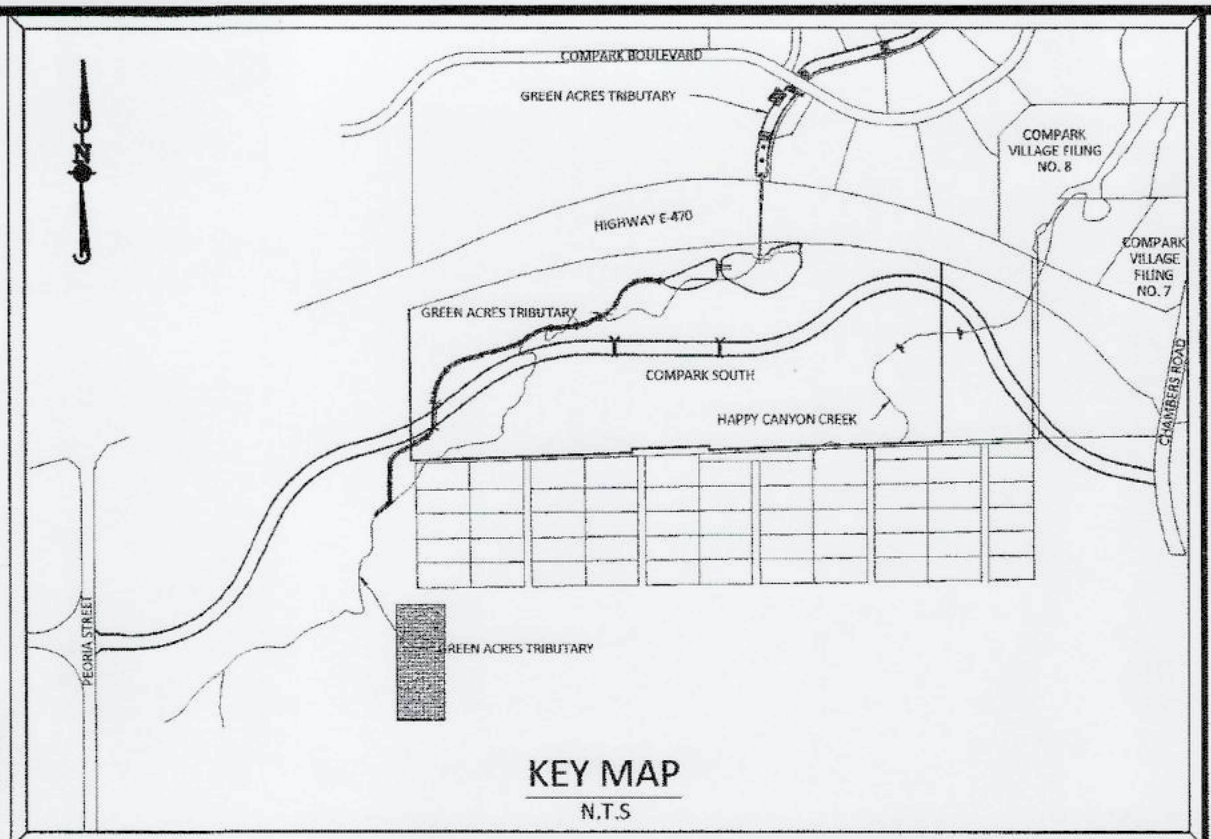 COMPARK BOULEVARD
GREEN ACRES TRIBUTARY
COMPARK
VILLAGE FILING
NO. 8
HIGHWAY E-470
COMPARK
VILLAGE
FILING
NO. 7
GREEN ACRES TRIBUTARY
COMPARK SOUTH
HAPPY CANYON CREEK
CHAMBERS ROAD
PEORIA STREET
GREEN ACRES TRIBUTARY
KEY MAP
N.T.S